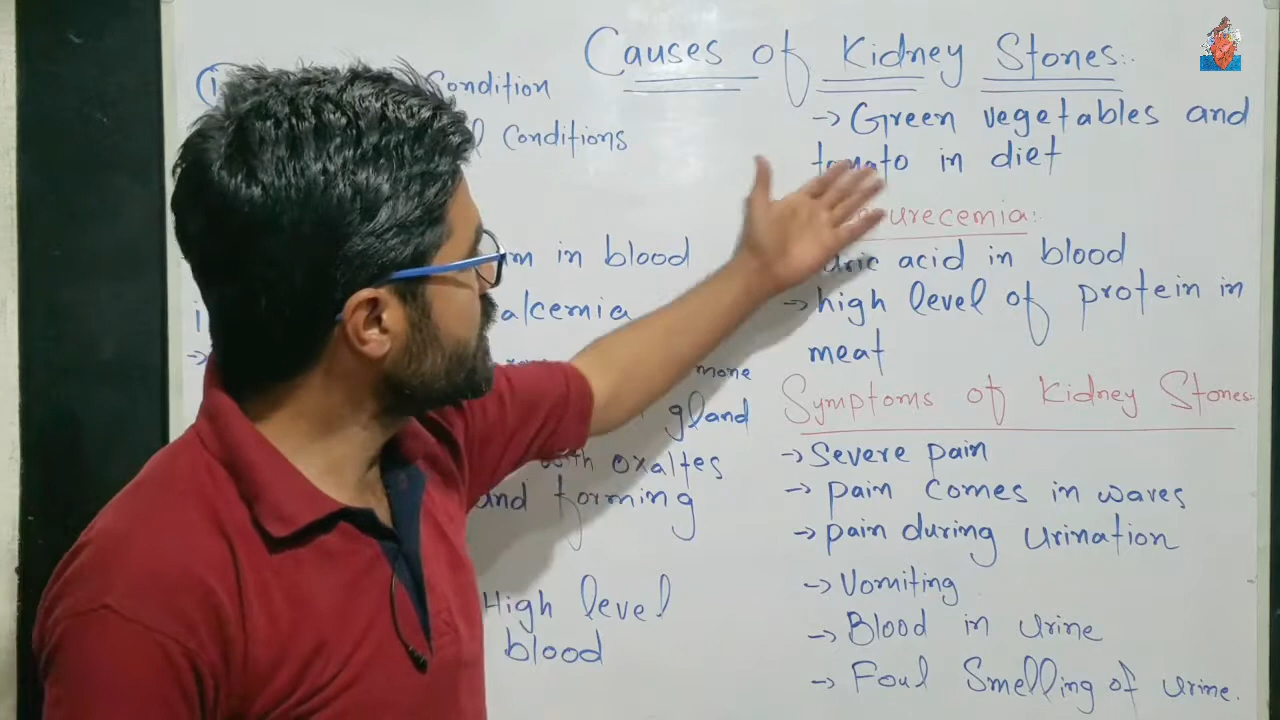 Causes of Kidney Stones:
Condition
Conditions
in blood
alcemia
mone
gland
with oxaltes
and forming
High level
blood
→ Green vegetables and
tomato in diet
urecemia:
uric acid in blood
→ high level of protein in
meat
Symptoms of Kidney Stones:
→ Severe pain
→ pain comes in waves
→ pain during urination
→ Vomiting
→ Blood in urine
→ Foul Smelling of urine.